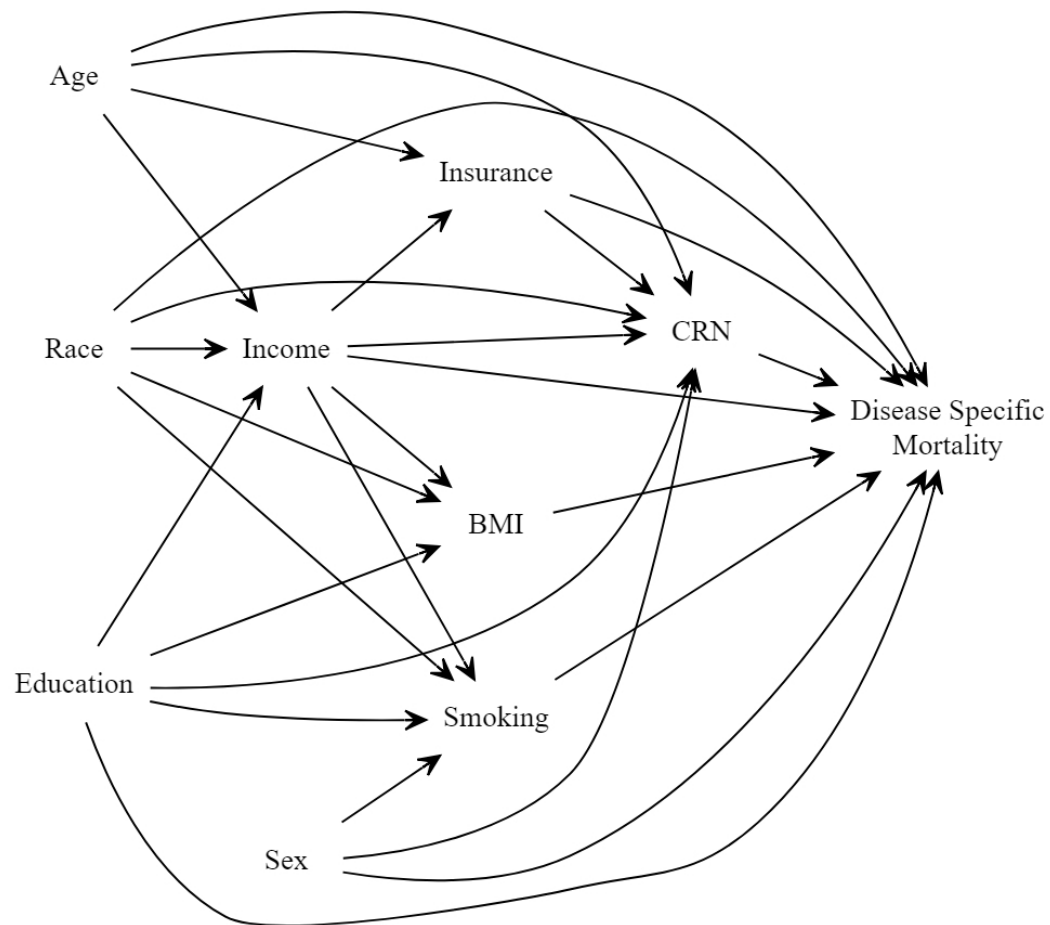 Age
Insurance
CRN
Race
Income
Disease Specific
Mortality
BMI
Education
Smoking
Sex